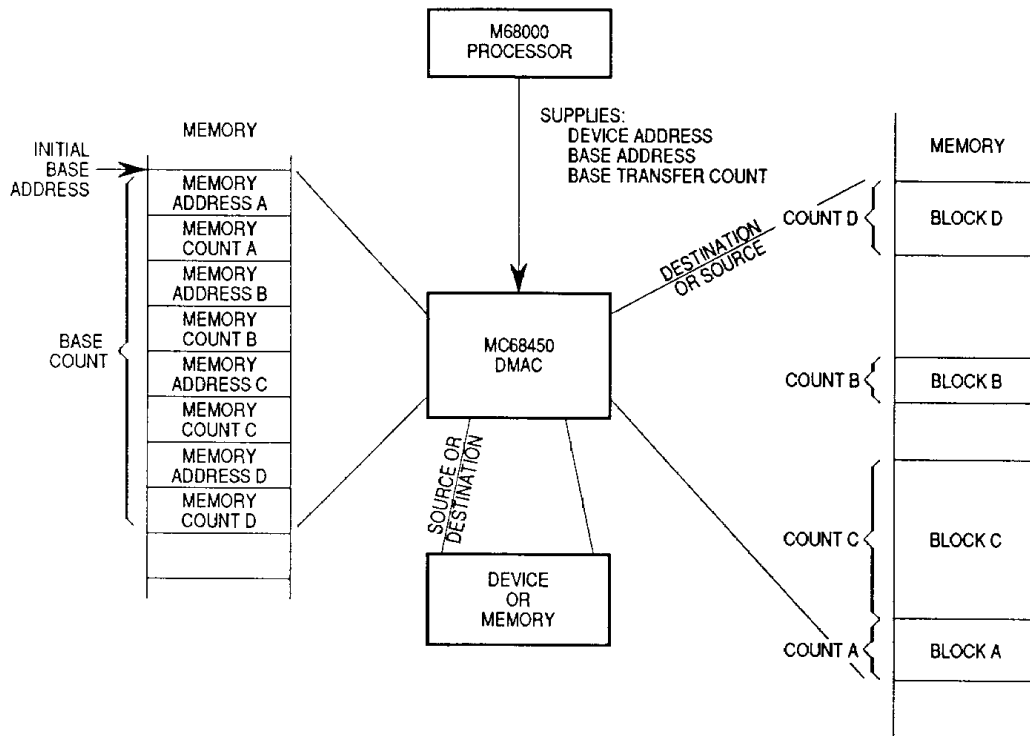 M68000
PROCESSOR
SUPPLIES:
DEVICE ADDRESS
BASE ADDRESS
BASE TRANSFER COUNT
MEMORY
INITIAL
BASE
ADDRESS
MEMORY
ADDRESS A
MEMORY
COUNT A
MEMORY
ADDRESS B
MEMORY
COUNT B
MEMORY
ADDRESS C
MEMORY
COUNT C
MEMORY
ADDRESS D
MEMORY
COUNT D
BASE
COUNT
MC68450
DMAC
DESTINATION
OR SOURCE
SOURCE OR
DESTINATION
DEVICE
OR
MEMORY
MEMORY
COUNT D
BLOCK D
COUNT B
BLOCK B
COUNT C
BLOCK C
COUNT A
BLOCK A